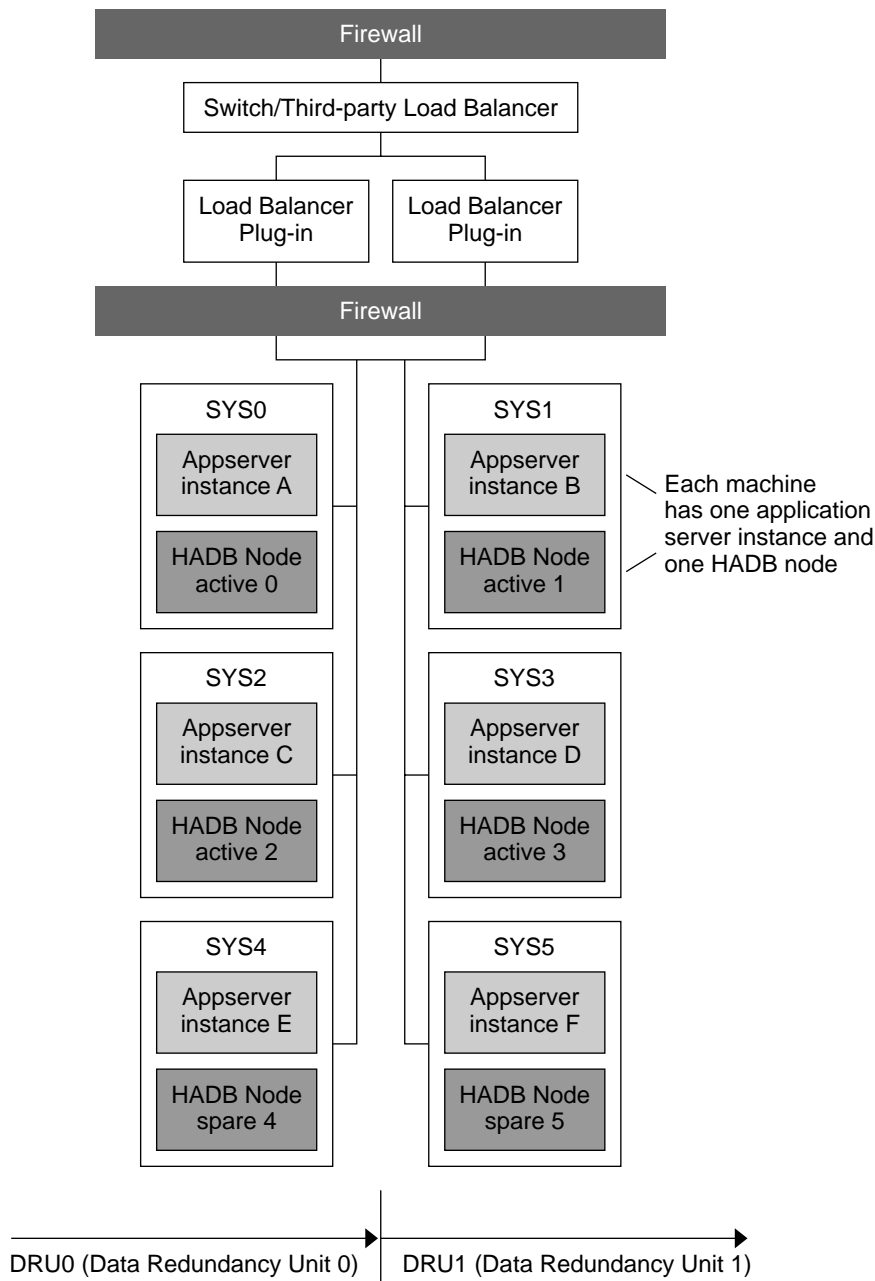 Firewall
Switch/Third-party Load Balancer
Load Balancer
Plug-in
Load Balancer
Plug-in
Firewall
SYS0
Appserver
instance A
HADB Node
active 0
SYS1
Appserver
instance B
HADB Node
active 1
Each machine
has one application
server instance and
one HADB node
SYS2
Appserver
instance C
HADB Node
active 2
SYS3
Appserver
instance D
HADB Node
active 3
SYS4
Appserver
instance E
HADB Node
spare 4
SYS5
Appserver
instance F
HADB Node
spare 5
DRU0 (Data Redundancy Unit 0)
DRU1 (Data Redundancy Unit 1)